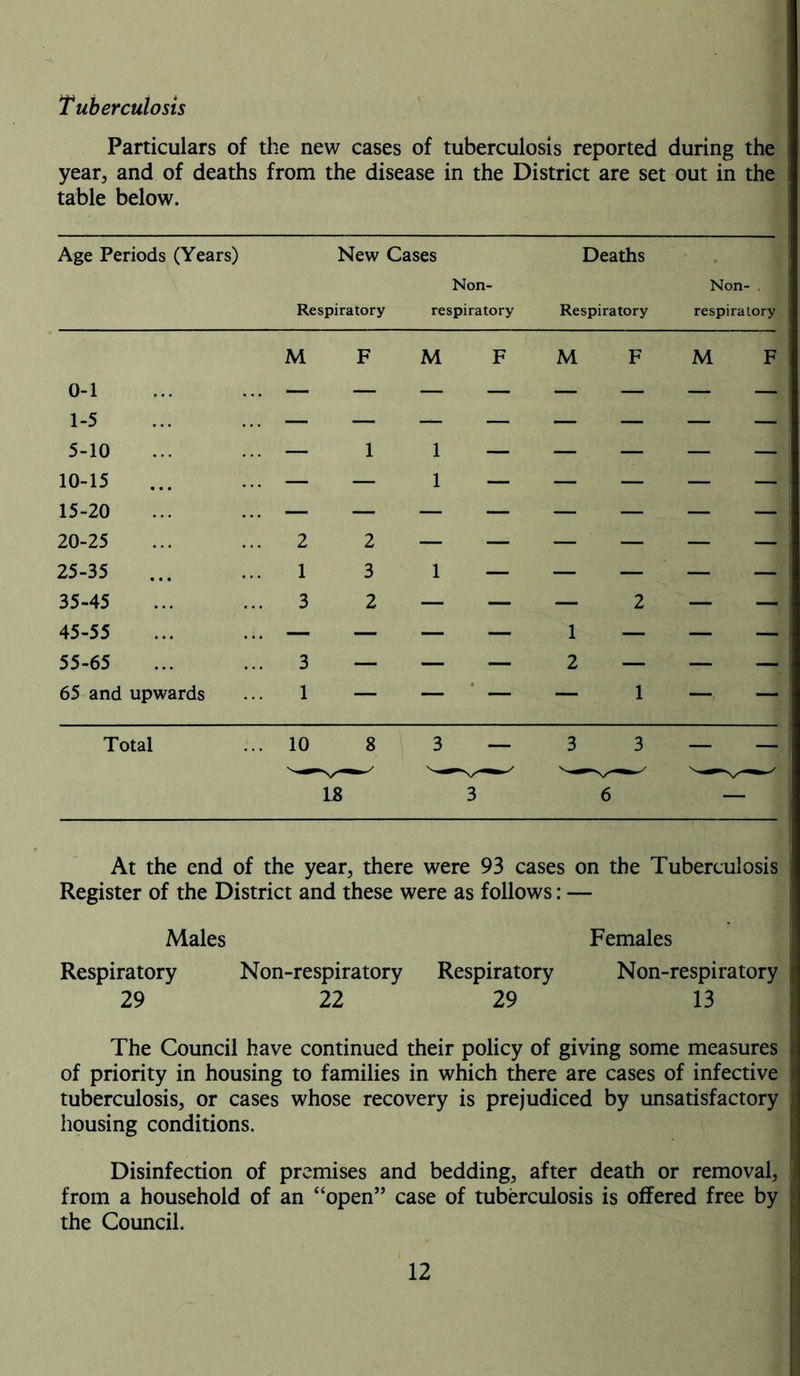 Tuberculosis
Particulars of the new cases of tuberculosis reported during the
year, and of deaths from the disease in the District are set out in the
table below.
Age Periods (Years) New Cases Deaths
Non- Non-
Respiratory respiratory Respiratory respiratory
M F M F M F M F
0-1 ... ... — — — — — — — —
1-5 ... ... — — — — — — — —
5-10 ... ... — 1 1 — — — — —
10-15 ... ... — — 1 — — — — —
15-20 ... ... — — — — — — — —
20-25 ... ... 2 2 — — — — — —
25-35 ... ... 1 3 1 — — — — —
35-45 ... ... 3 2 — — — 2 — —
45-55 ... ... — — — — 1 — — —
55-65 ... ... 3 — — — 2 — — —
65 and upwards ... 1 — — — — 1 — —
Total ... 10 8 3 — 3 3 — —
18 3 6 —
At the end of the year, there were 93 cases on the Tuberculosis
Register of the District and these were as follows: —
Males Females
Respiratory Non-respiratory Respiratory Non-respiratory
29 22 29 13
The Council have continued their policy of giving some measures
of priority in housing to families in which there are cases of infective
tuberculosis, or cases whose recovery is prejudiced by unsatisfactory
housing conditions.
Disinfection of premises and bedding, after death or removal,
from a household of an “open” case of tuberculosis is offered free by
the Council.
12